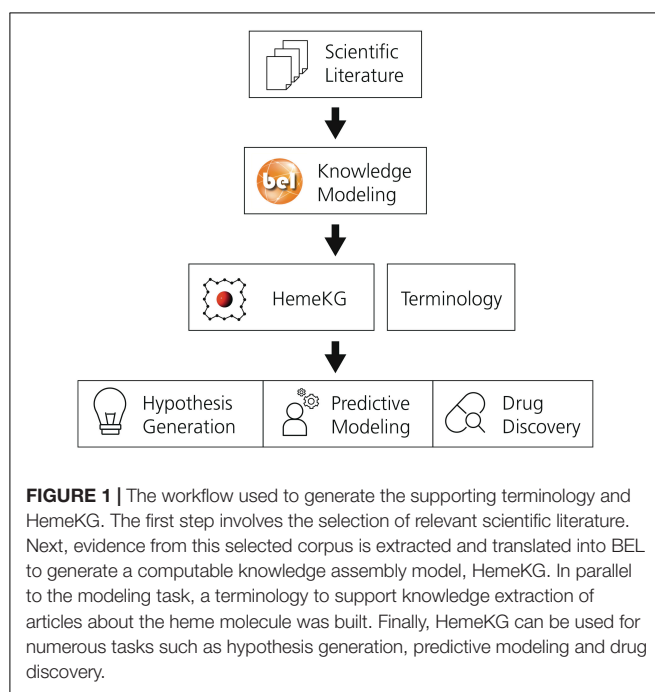 Scientific
Literature
bel
Knowledge
Modeling
HemeKG
Terminology
Hypothesis
Generation
Predictive
Modeling
Drug
Discovery
FIGURE 1 | The workflow used to generate the supporting terminology and
HemeKG. The first step involves the selection of relevant scientific literature.
Next, evidence from this selected corpus is extracted and translated into BEL
to generate a computable knowledge assembly model, HemeKG. In parallel
to the modeling task, a terminology to support knowledge extraction of
articles about the heme molecule was built. Finally, HemeKG can be used for
numerous tasks such as hypothesis generation, predictive modeling and drug
discovery.